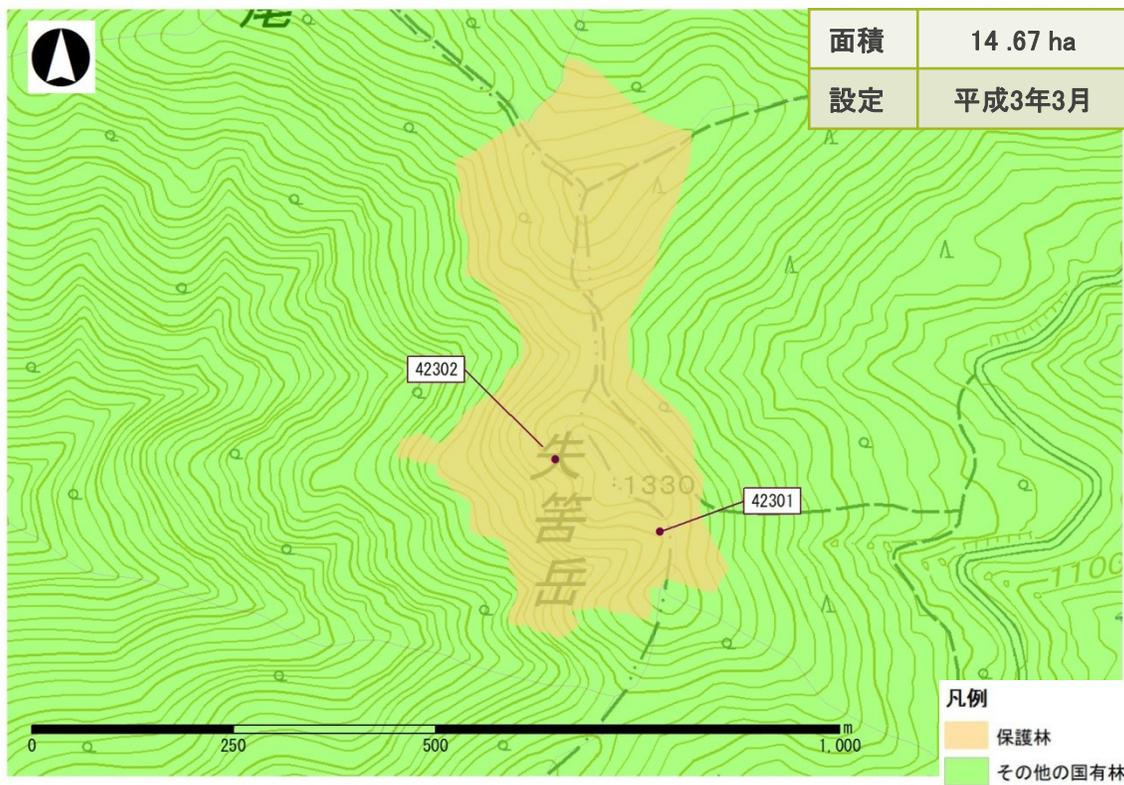 面積 14 .67 ha
設定 平成3年3月
42302
矢筈岳
1330
42301
1100
0 250 500 1,000 m
凡例
保護林
その他の国有林